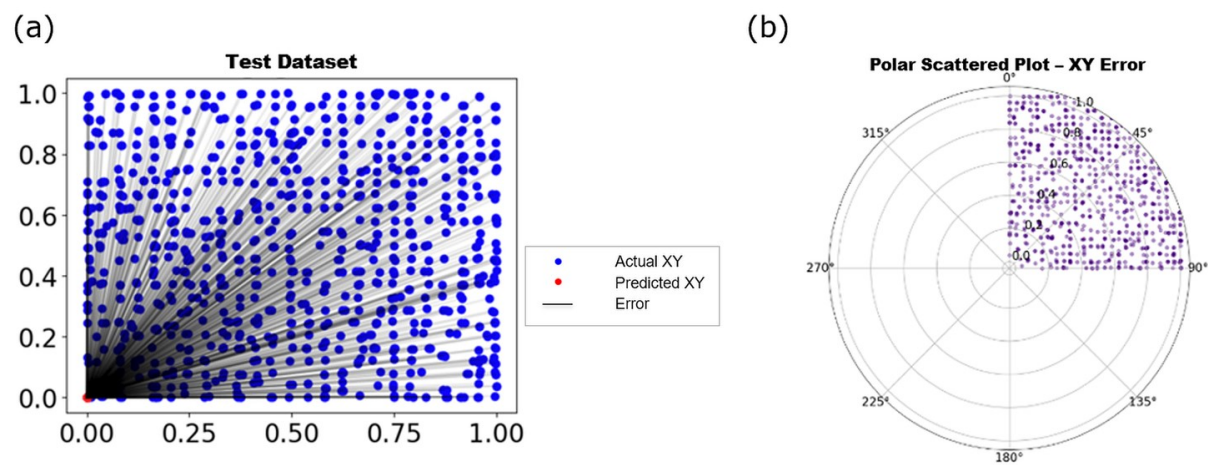 (a)
Test Dataset
1.0
0.8
0.6
0.4
0.2
0.0
0.00 0.25 0.50 0.75 1.00
Actual XY
Predicted XY
Error
(b)
Polar Scattered Plot – XY Error
0°
315°
45°
1.0
0.8
0.6
0.4
0.2
0.0
270°
90°
225°
135°
180°